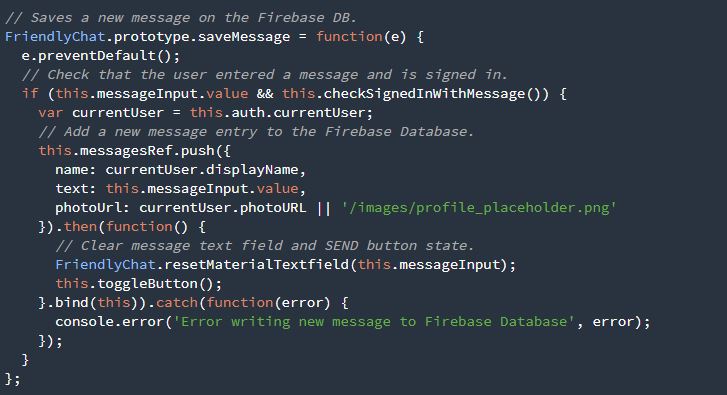 // Saves a new message on the Firebase DB.
FriendlyChat.prototype.saveMessage = function(e) {
  e.preventDefault();
  // Check that the user entered a message and is signed in.
  if (this.messageInput.value && this.checkSignedInWithMessage()) {
    var currentUser = this.auth.currentUser;
    // Add a new message entry to the Firebase Database.
    this.messagesRef.push({
      name: currentUser.displayName,
      text: this.messageInput.value,
      photoUrl: currentUser.photoURL || '/images/profile_placeholder.png'
    }).then(function() {
      // Clear message text field and SEND button state.
      FriendlyChat.resetMaterialTextfield(this.messageInput);
      this.toggleButton();
    }.bind(this)).catch(function(error) {
      console.error('Error writing new message to Firebase Database', error);
    });
  }
};